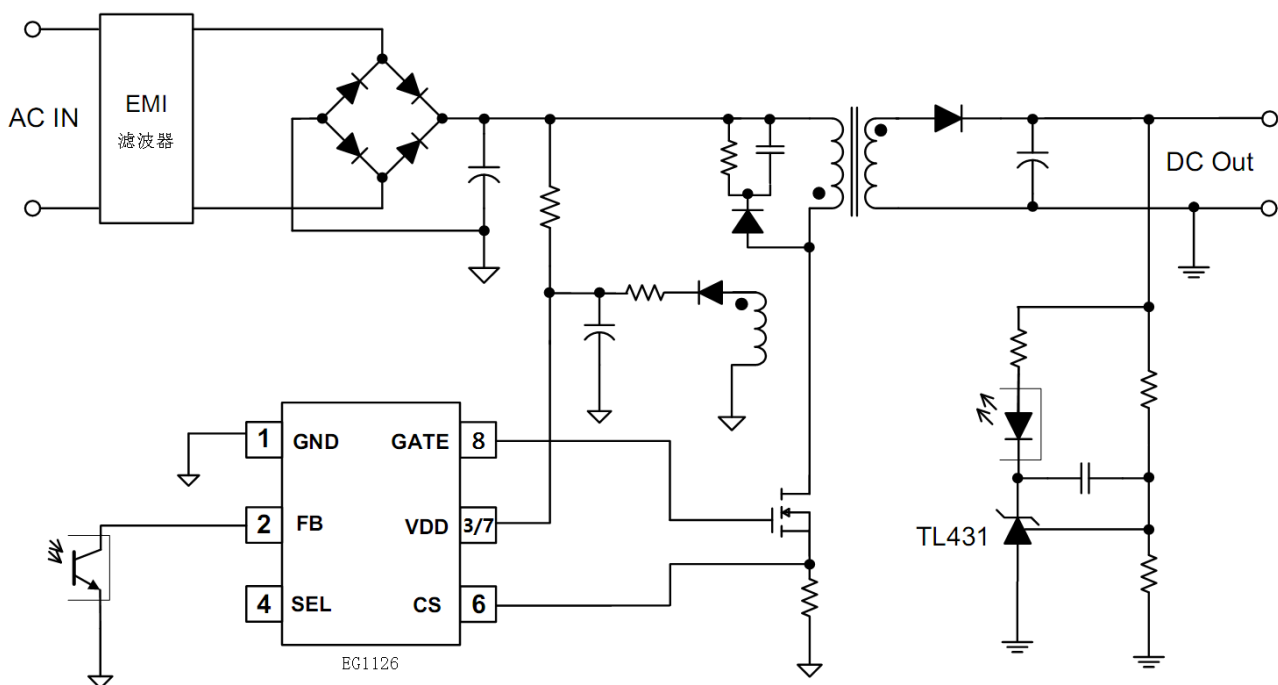 AC IN
EMI
滤波器
DC Out
1
GND
GATE
8
2
FB
VDD
3/7
4
SEL
CS
6
EG1126
TL431